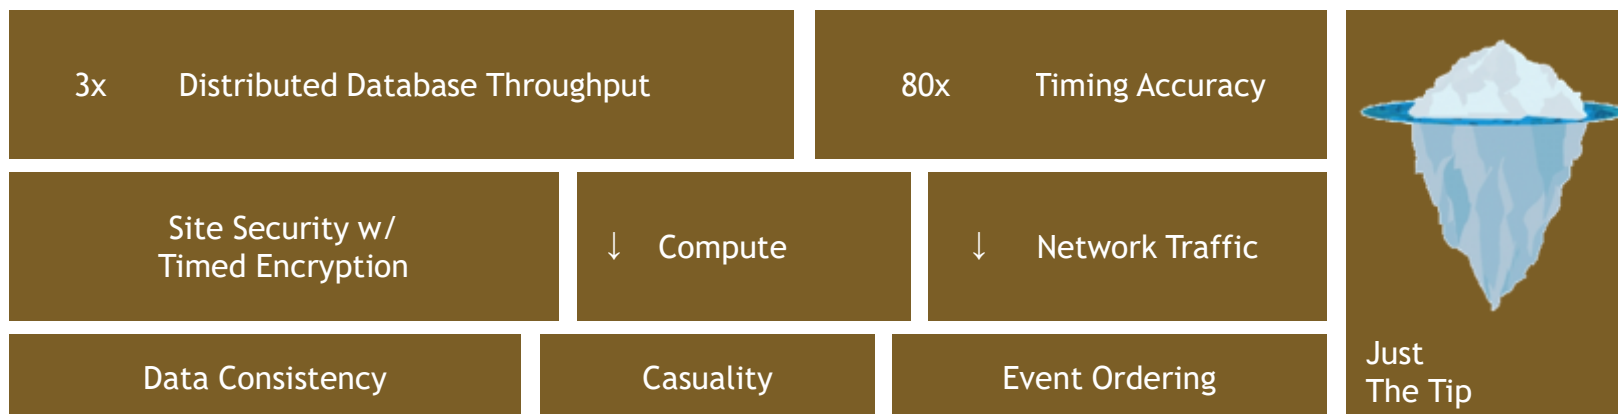 3x Distributed Database Throughput
80x Timing Accuracy
Site Security w/
Timed Encryption
↓ Compute
↓ Network Traffic
Data Consistency
Casuality
Event Ordering
Just
The Tip